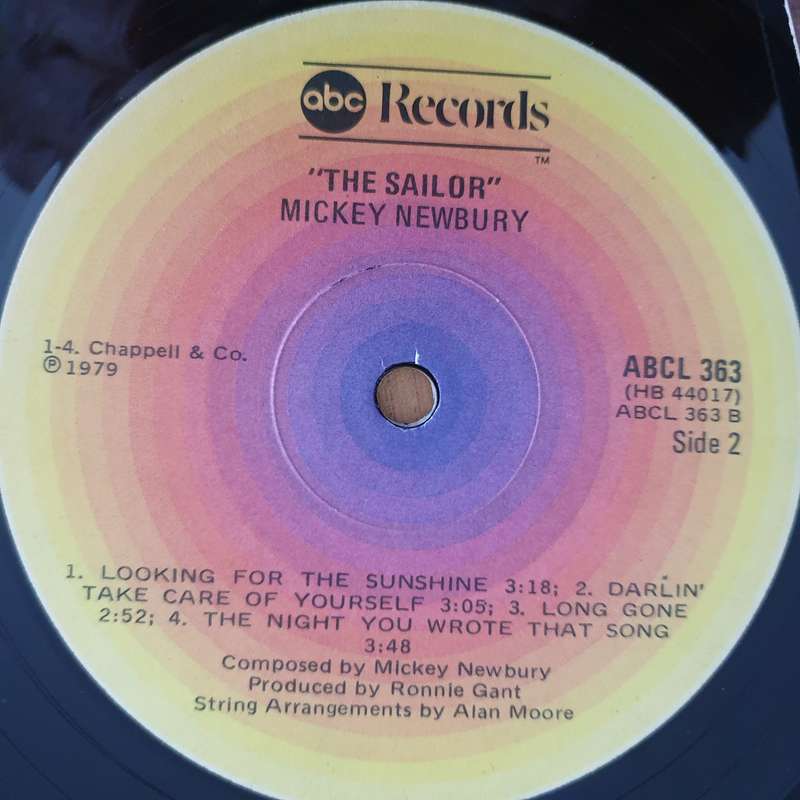 abc Records
TM
"THE SAILOR"
MICKEY NEWBURY
1-4. Chappell & Co.
℗ 1979
ABCL 363
(HB 44017)
ABCL 363 B
Side 2
1. LOOKING FOR THE SUNSHINE 3:18; 2. DARLIN'
TAKE CARE OF YOURSELF 3:05; 3. LONG GONE
2:52; 4. THE NIGHT YOU WROTE THAT SONG
3:48
Composed by Mickey Newbury
Produced by Ronnie Gant
String Arrangements by Alan Moore